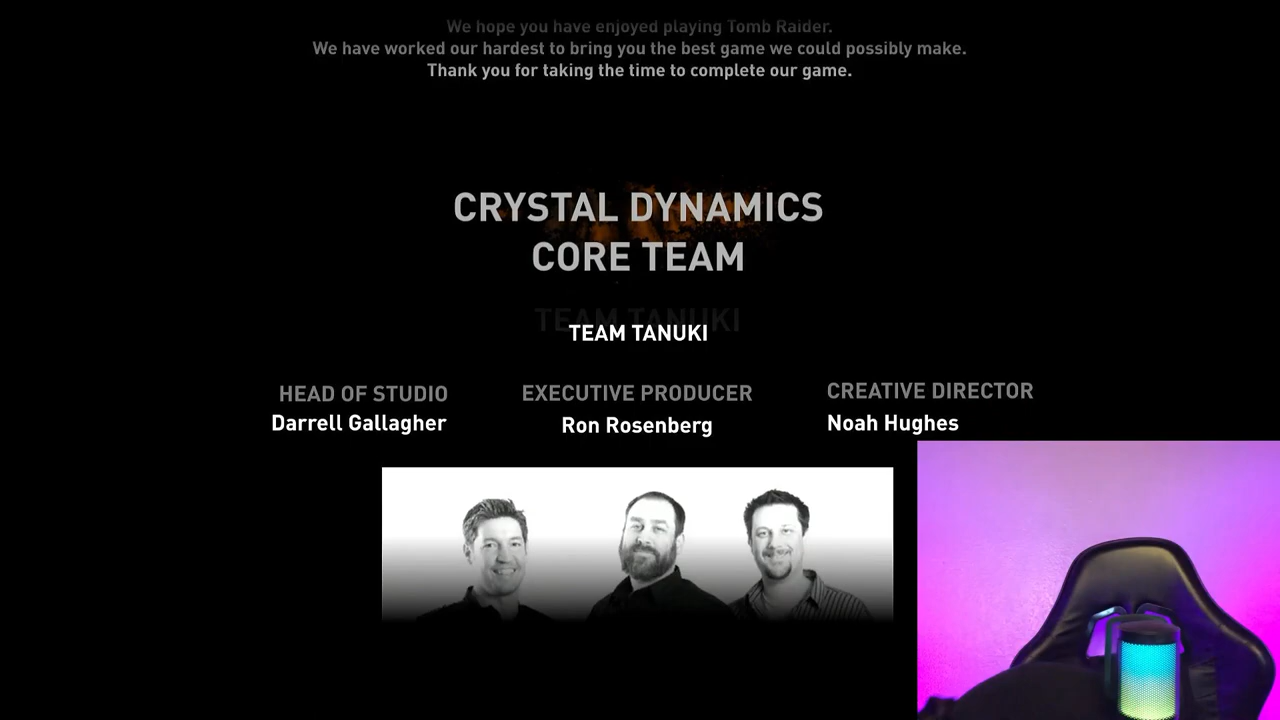 We hope you have enjoyed playing Tomb Raider.
We have worked our hardest to bring you the best game we could possibly make.
Thank you for taking the time to complete our game.
CRYSTAL DYNAMICS
CORE TEAM
TEAM TANUKI
TEAM TANUKI
HEAD OF STUDIO
Darrell Gallagher
EXECUTIVE PRODUCER
Ron Rosenberg
CREATIVE DIRECTOR
Noah Hughes